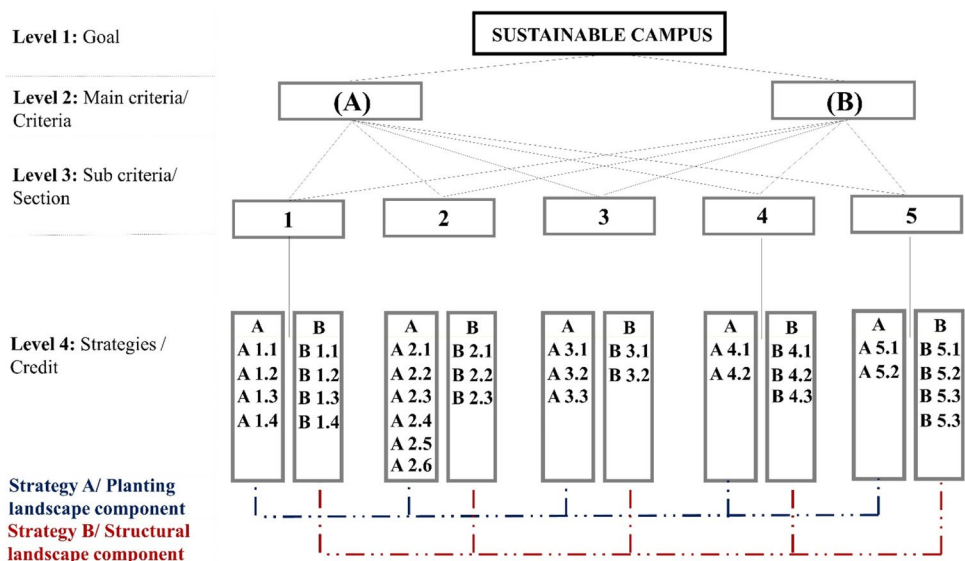 Level 1: Goal
SUSTAINABLE CAMPUS
Level 2: Main criteria/
Criteria
(A)
(B)
Level 3: Sub criteria/
Section
1
2
3
4
5
Level 4: Strategies /
Credit
A
A 1.1
A 1.2
A 1.3
A 1.4
B
B 1.1
B 1.2
B 1.3
B 1.4
A
A 2.1
A 2.2
A 2.3
A 2.4
A 2.5
A 2.6
B
B 2.1
B 2.2
B 2.3
A
A 3.1
A 3.2
A 3.3
B
B 3.1
B 3.2
A
A 4.1
A 4.2
B
B 4.1
B 4.2
B 4.3
A
A 5.1
A 5.2
B
B 5.1
B 5.2
B 5.3
B 5.3
Strategy A/ Planting
landscape component
Strategy B/ Structural
landscape component